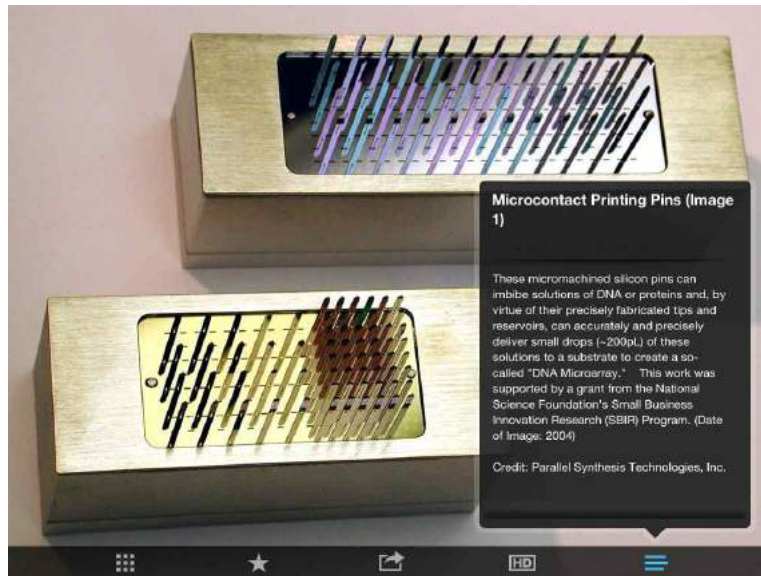 Microcontact Printing Pins (Image
1)
These micromachined silicon pins can
imbibe solutions of DNA or proteins and, by
virtue of their precisely fabricated tips and
reservoirs, can accurately and precisely
deliver small drops (~200pL) of these
solutions to a substrate to create a so-
called "DNA Microarray." This work was
supported by a grant from the National
Science Foundation's Small Business
Innovation Research (SBIR) Program. (Date
of Image: 2004)
Credit: Parallel Synthesis Technologies, Inc.
HD